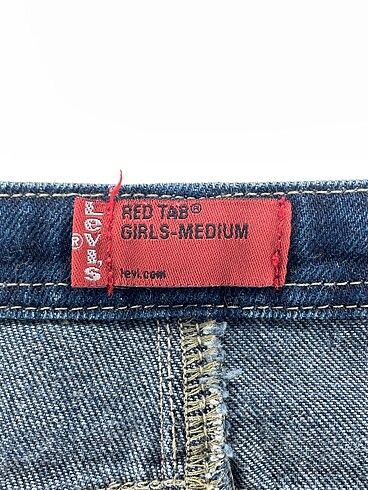 Levi's
®
RED TAB®
GIRLS-MEDIUM
levi.com